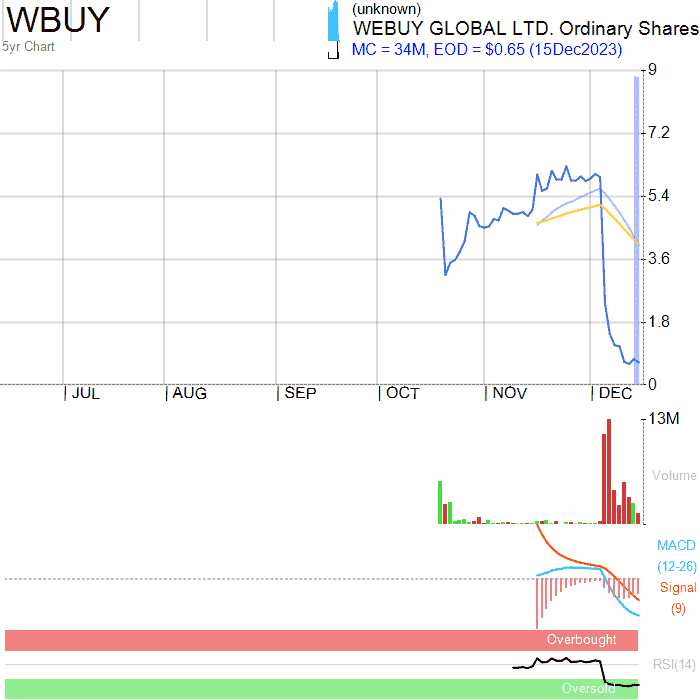 WBUY
5yr Chart
(unknown)
WEBUY GLOBAL LTD. Ordinary Shares
MC = 34M, EOD = $0.65 (15Dec2023)
9
7.2
5.4
3.6
1.8
0
JUL
AUG
SEP
OCT
NOV
DEC
13M
Volume
MACD
(12-26)
Signal
(9)
Overbought
RSI(14)
Oversold